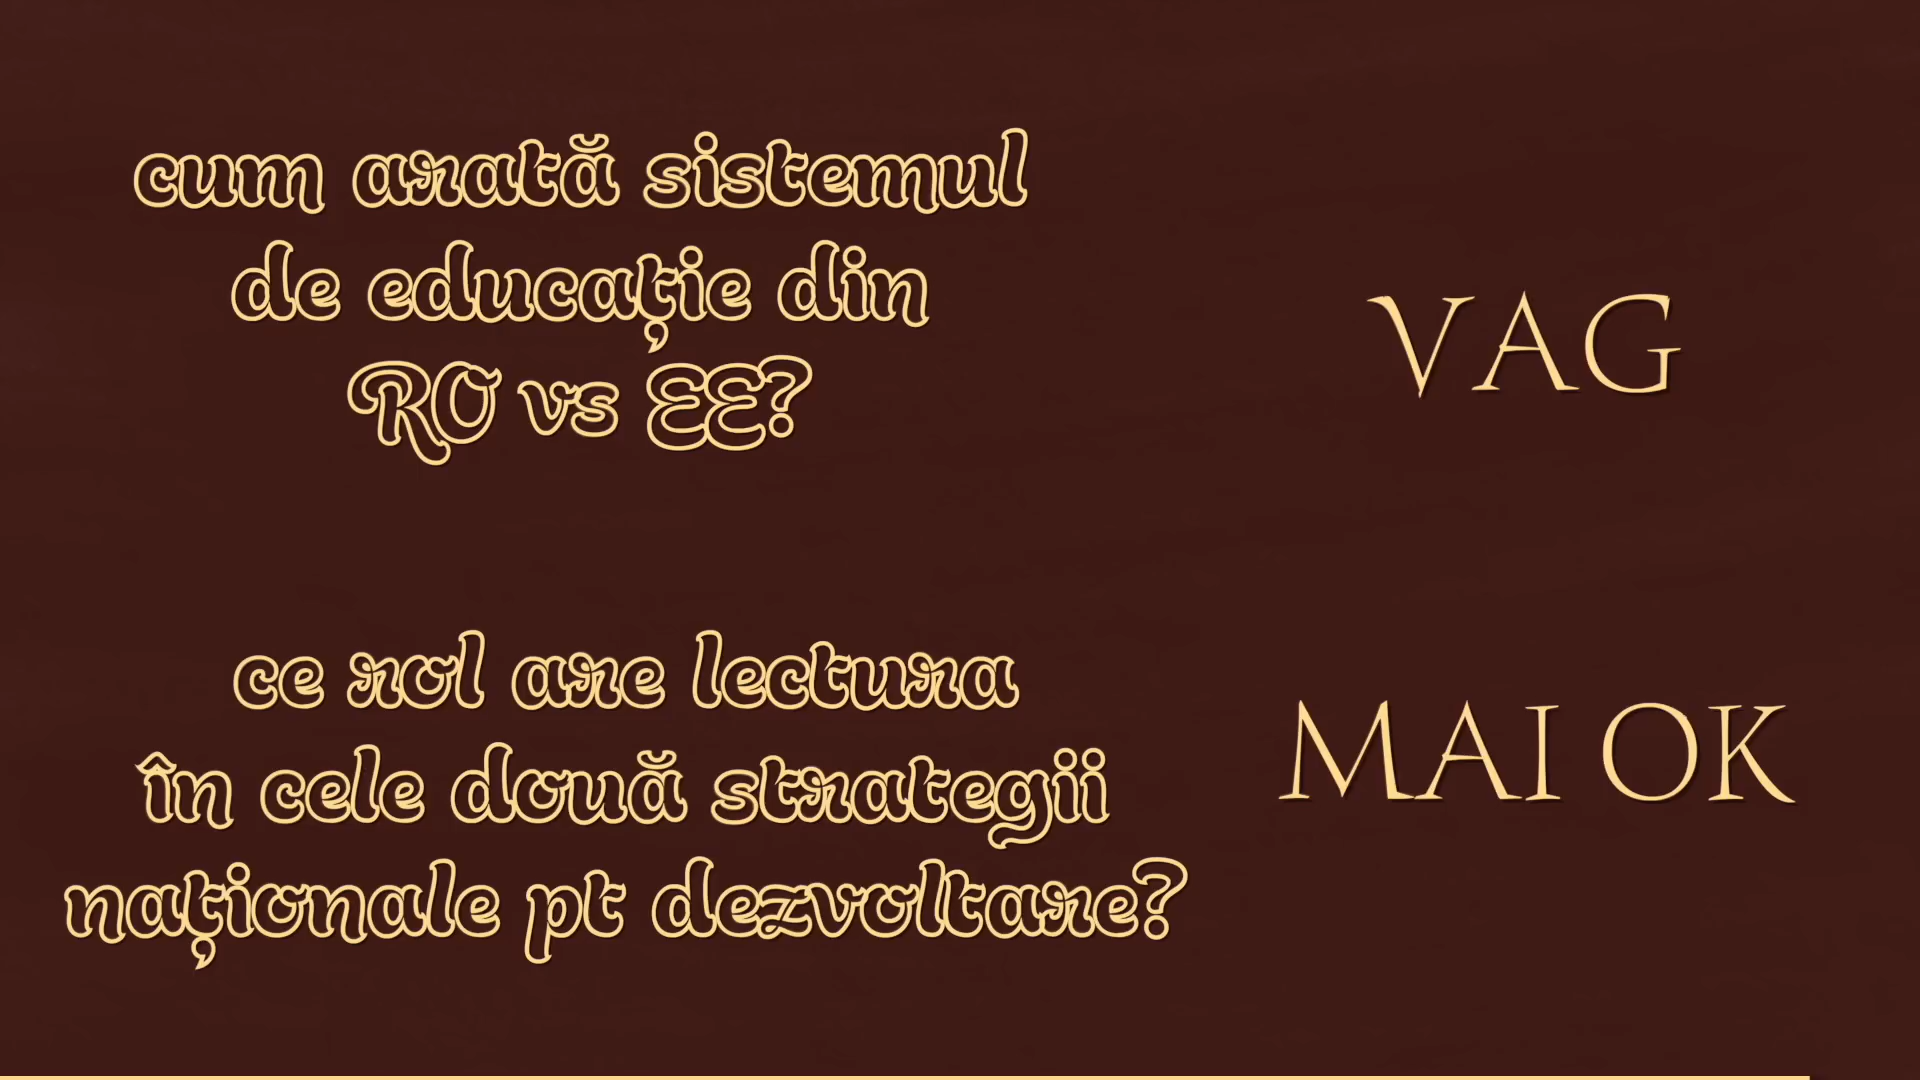 cum arată sistemul
de educație din
RO vs EE?
VAG
ce rol are lectura
în cele două strategii
naționale pt dezvoltare?
MAI OK